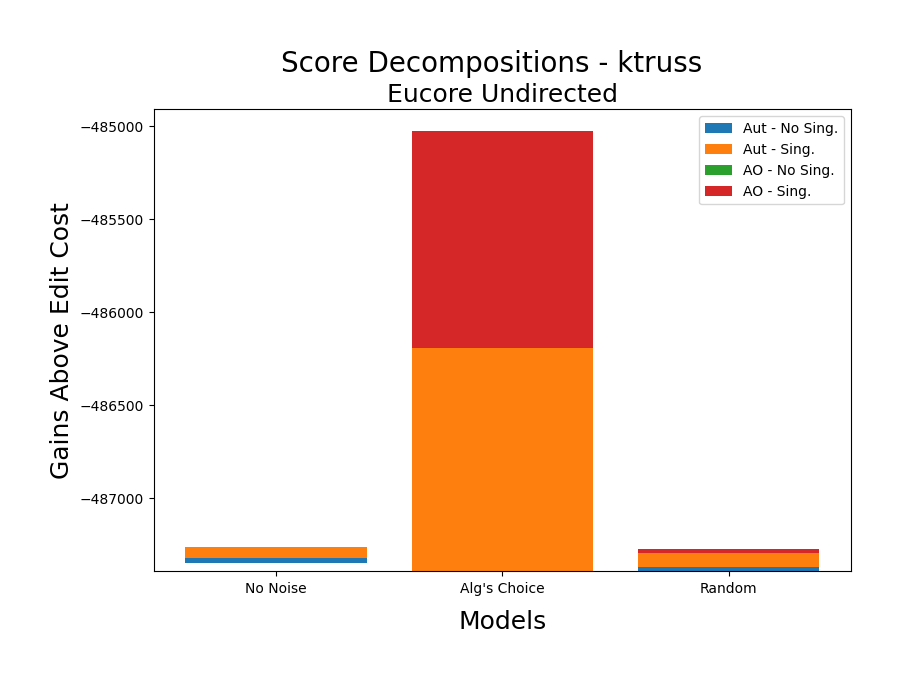 Score Decompositions - ktruss
Eucore Undirected
Gains Above Edit Cost
−485000
−485500
−486000
−486500
−487000
Aut - No Sing.
Aut - Sing.
AO - No Sing.
AO - Sing.
No Noise
Alg's Choice
Random
Models